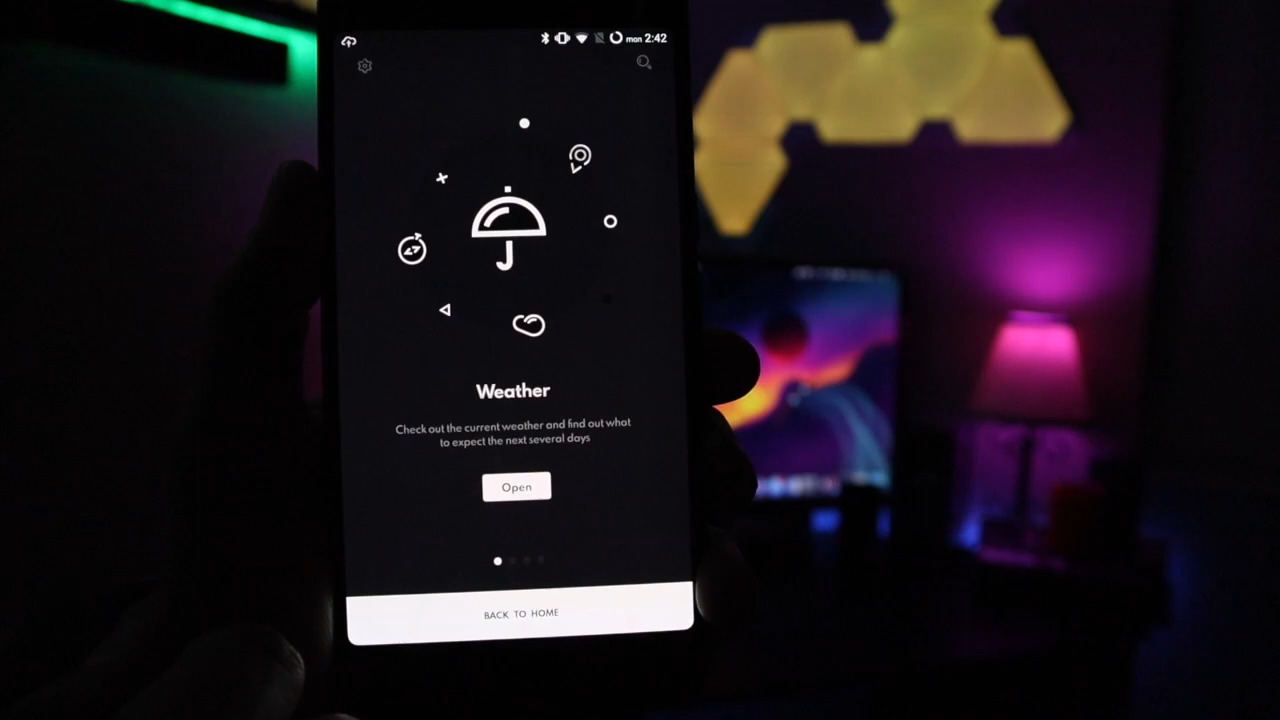 mon 2:42
Weather
Check out the current weather and find out what
to expect the next several days
Open
BACK TO HOME